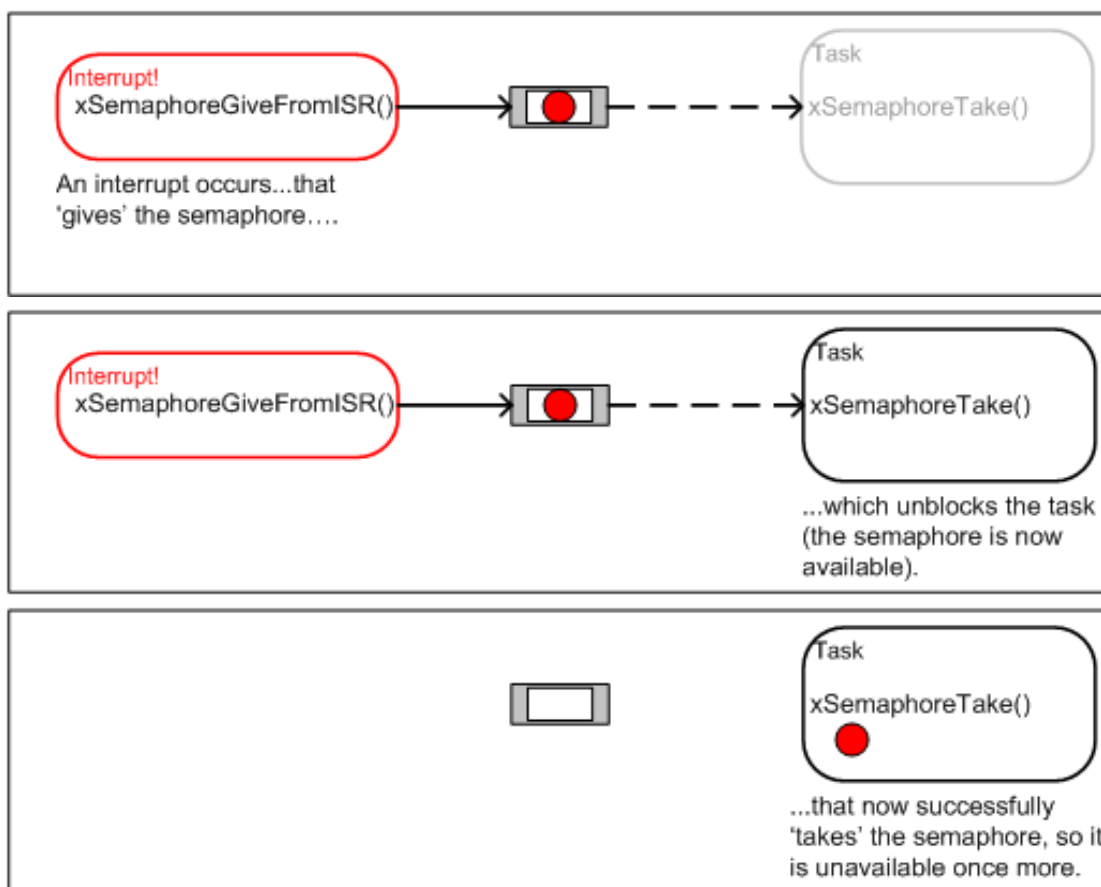 Interrupt!
xSemaphoreGiveFromISR()
Task
xSemaphoreTake()
An interrupt occurs...that
‘gives’ the semaphore….
Interrupt!
xSemaphoreGiveFromISR()
Task
xSemaphoreTake()
...which unblocks the task
(the semaphore is now
available).
Task
xSemaphoreTake()
...that now successfully
‘takes’ the semaphore, so it
is unavailable once more.